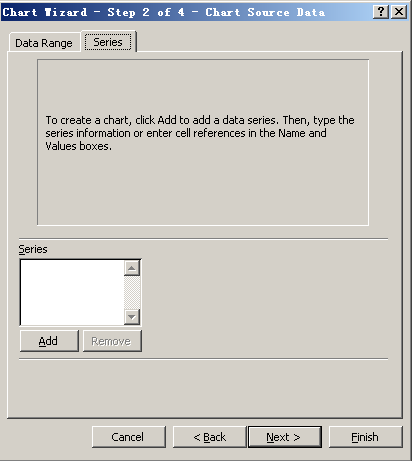 Chart Wizard - Step 2 of 4 - Chart Source Data
Data Range Series
To create a chart, click Add to add a data series. Then, type the
series information or enter cell references in the Name and
Values boxes.
Series
Add Remove
Cancel < Back Next > Finish